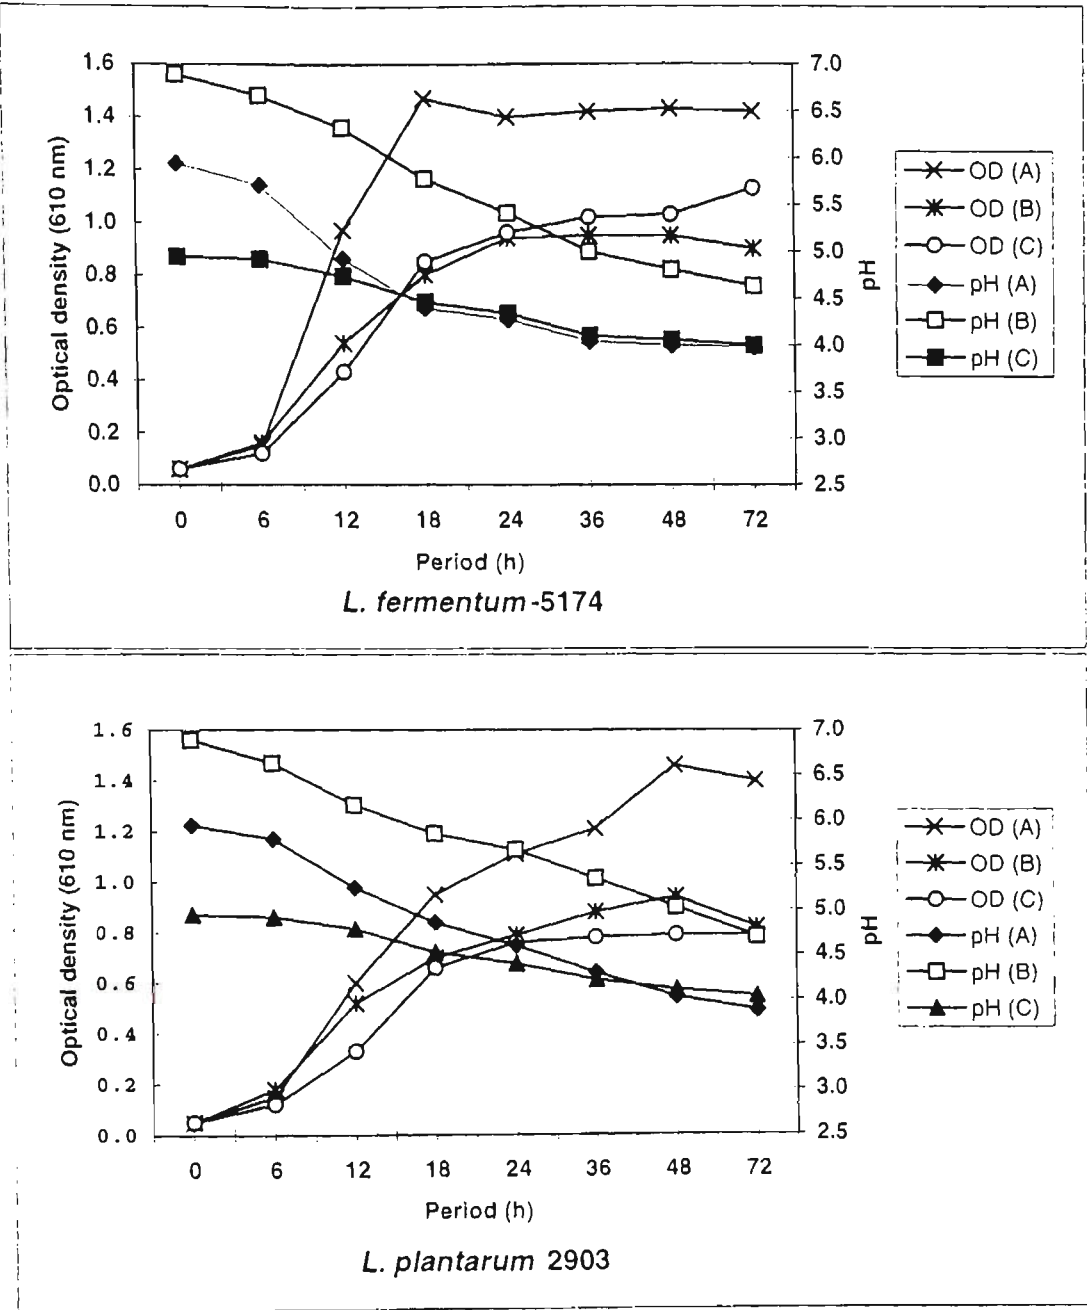 1.6
1.4
1.2
1.0
0.8
0.6
0.4
0.2
0.0
Optical density (610 nm)
7.0
6.5
6.0
5.5
5.0
4.5
4.0
3.5
3.0
2.5
pH
0 6 12 18 24 36 48 72
Period (h)
L. fermentum-5174
OD (A)
OD (B)
OD (C)
pH (A)
pH (B)
pH (C)
1.6
1.4
1.2
1.0
0.8
0.6
0.4
0.2
0.0
Optical density (610 nm)
7.0
6.5
6.0
5.5
5.0
4.5
4.0
3.5
3.0
2.5
pH
0 6 12 18 24 36 48 72
Period (h)
L. plantarum 2903
OD (A)
OD (B)
OD (C)
pH (A)
pH (B)
pH (C)